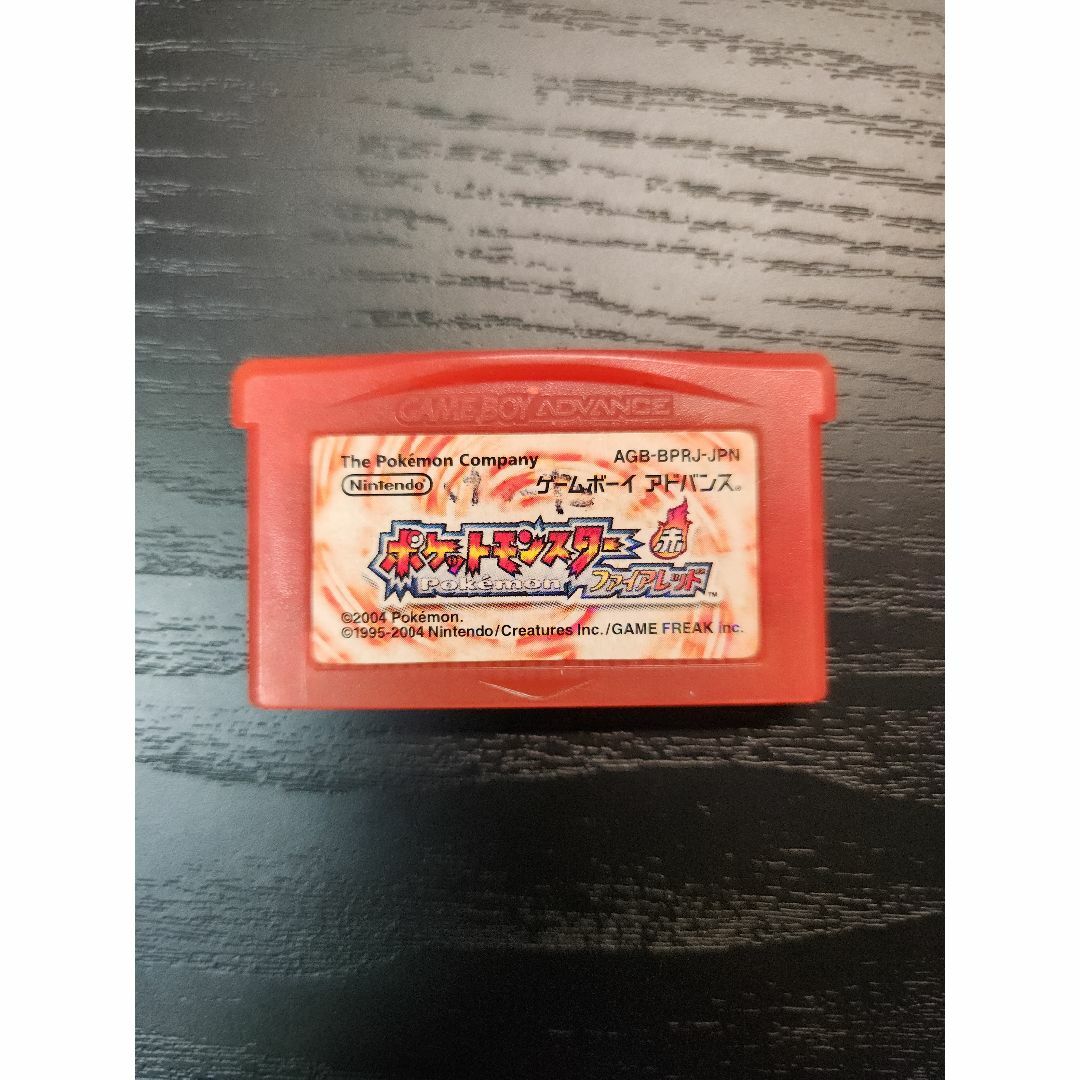 GAME BOY ADVANCE
The Pokémon Company
AGB-BPRJ-JPN
Nintendo
ゲームボーイ アドバンス®
ポケットモンスター 赤
Pokémon ファイアレッド™
©2004 Pokémon.
©1995-2004 Nintendo/Creatures Inc./GAME FREAK inc.